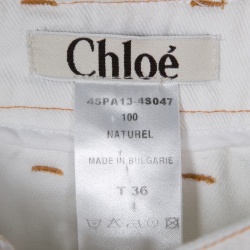 Chloé
4SPA13-4S047
100
NATUREL
MADE IN BULGARIE
T 36